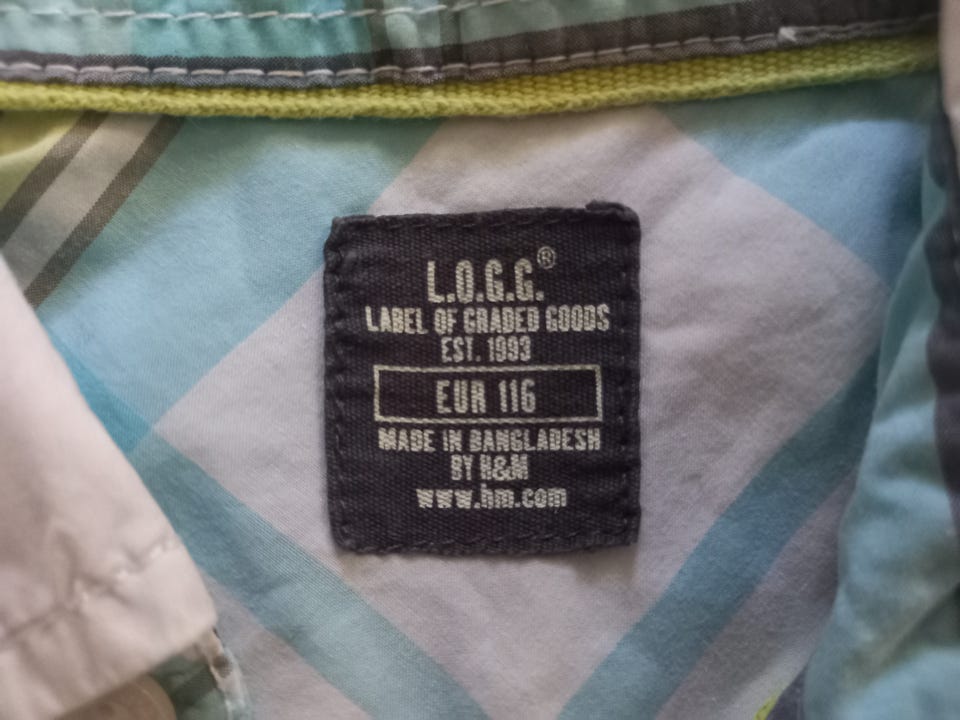 L.O.G.G.®
LABEL OF GRADED GOODS
EST. 1993
EUR 116
MADE IN BANGLADESH
BY H&M
www.hm.com